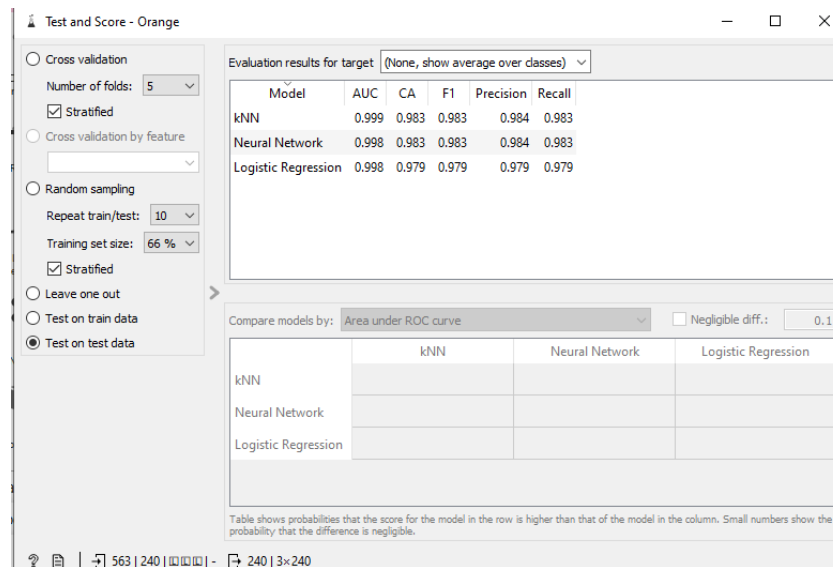 Test and Score - Orange
Cross validation
Number of folds: 5
Stratified
Cross validation by feature
Random sampling
Repeat train/test: 10
Training set size: 66 %
Stratified
Leave one out
Test on train data
Test on test data
Evaluation results for target (None, show average over classes)
Model AUC CA F1 Precision Recall
kNN 0.999 0.983 0.983 0.984 0.983
Neural Network 0.998 0.983 0.983 0.984 0.983
Logistic Regression 0.998 0.979 0.979 0.979 0.979
Compare models by: Area under ROC curve Negligible diff.: 0.1
kNN Neural Network Logistic Regression
kNN
Neural Network
Logistic Regression
Table shows probabilities that the score for the model in the row is higher than that of the model in the column. Small numbers show the
probability that the difference is negligible.
? 563 | 240 | | - 240 | 3×240